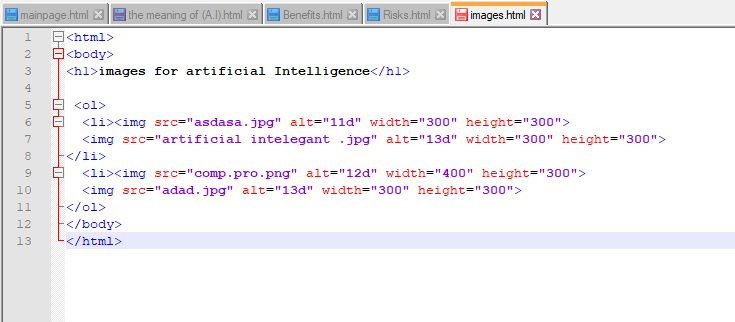 mainpage.html the meaning of (A.I).html Benefits.html Risks.html images.html
1 <html>
2 <body>
3 <h1>images for artificial Intelligence</h1>
4
5 <ol>
6 <li><img src="asdasa.jpg" alt="11d" width="300" height="300">
7 <img src="artificial intelegant .jpg" alt="13d" width="300" height="300">
8 </li>
9 <li><img src="comp.pro.png" alt="12d" width="400" height="300">
10 <img src="adad.jpg" alt="13d" width="300" height="300">
11 </ol>
12 </body>
13 </html>